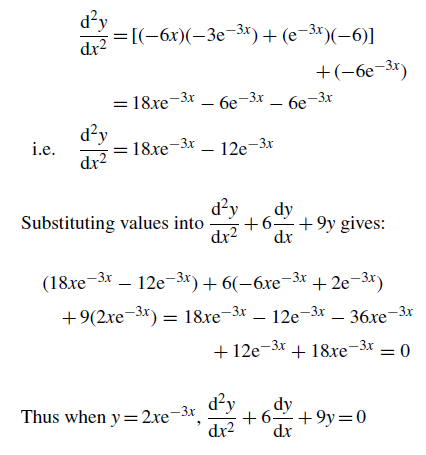 d²y/dx² = [(−6x)(−3e⁻³ˣ) + (e⁻³ˣ)(−6)]
+ (−6e⁻³ˣ)
= 18xe⁻³ˣ − 6e⁻³ˣ − 6e⁻³ˣ
i.e. d²y/dx² = 18xe⁻³ˣ − 12e⁻³ˣ
Substituting values into d²y/dx² + 6 dy/dx + 9y gives:
(18xe⁻³ˣ − 12e⁻³ˣ) + 6(−6xe⁻³ˣ + 2e⁻³ˣ)
+ 9(2xe⁻³ˣ) = 18xe⁻³ˣ − 12e⁻³ˣ − 36xe⁻³ˣ
+ 12e⁻³ˣ + 18xe⁻³ˣ = 0
Thus when y = 2xe⁻³ˣ, d²y/dx² + 6 dy/dx + 9y = 0